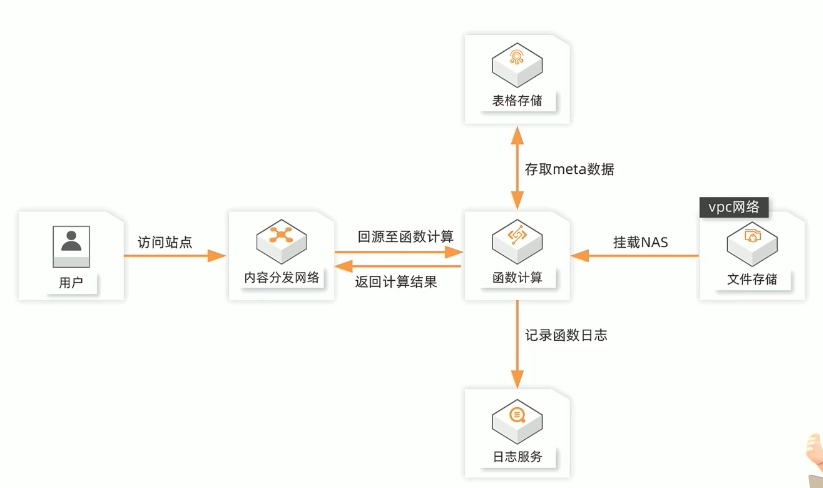 表格存储
存取meta数据
vpc网络
访问站点
回源至函数计算
挂载NAS
用户
内容分发网络
函数计算
文件存储
返回计算结果
记录函数日志
日志服务